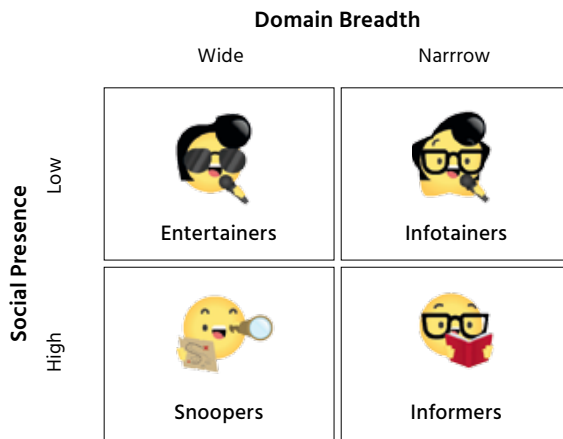 Domain Breadth
Wide Narrrow
Social Presence
Low
Entertainers Infotainers
High
Snoopers Informers